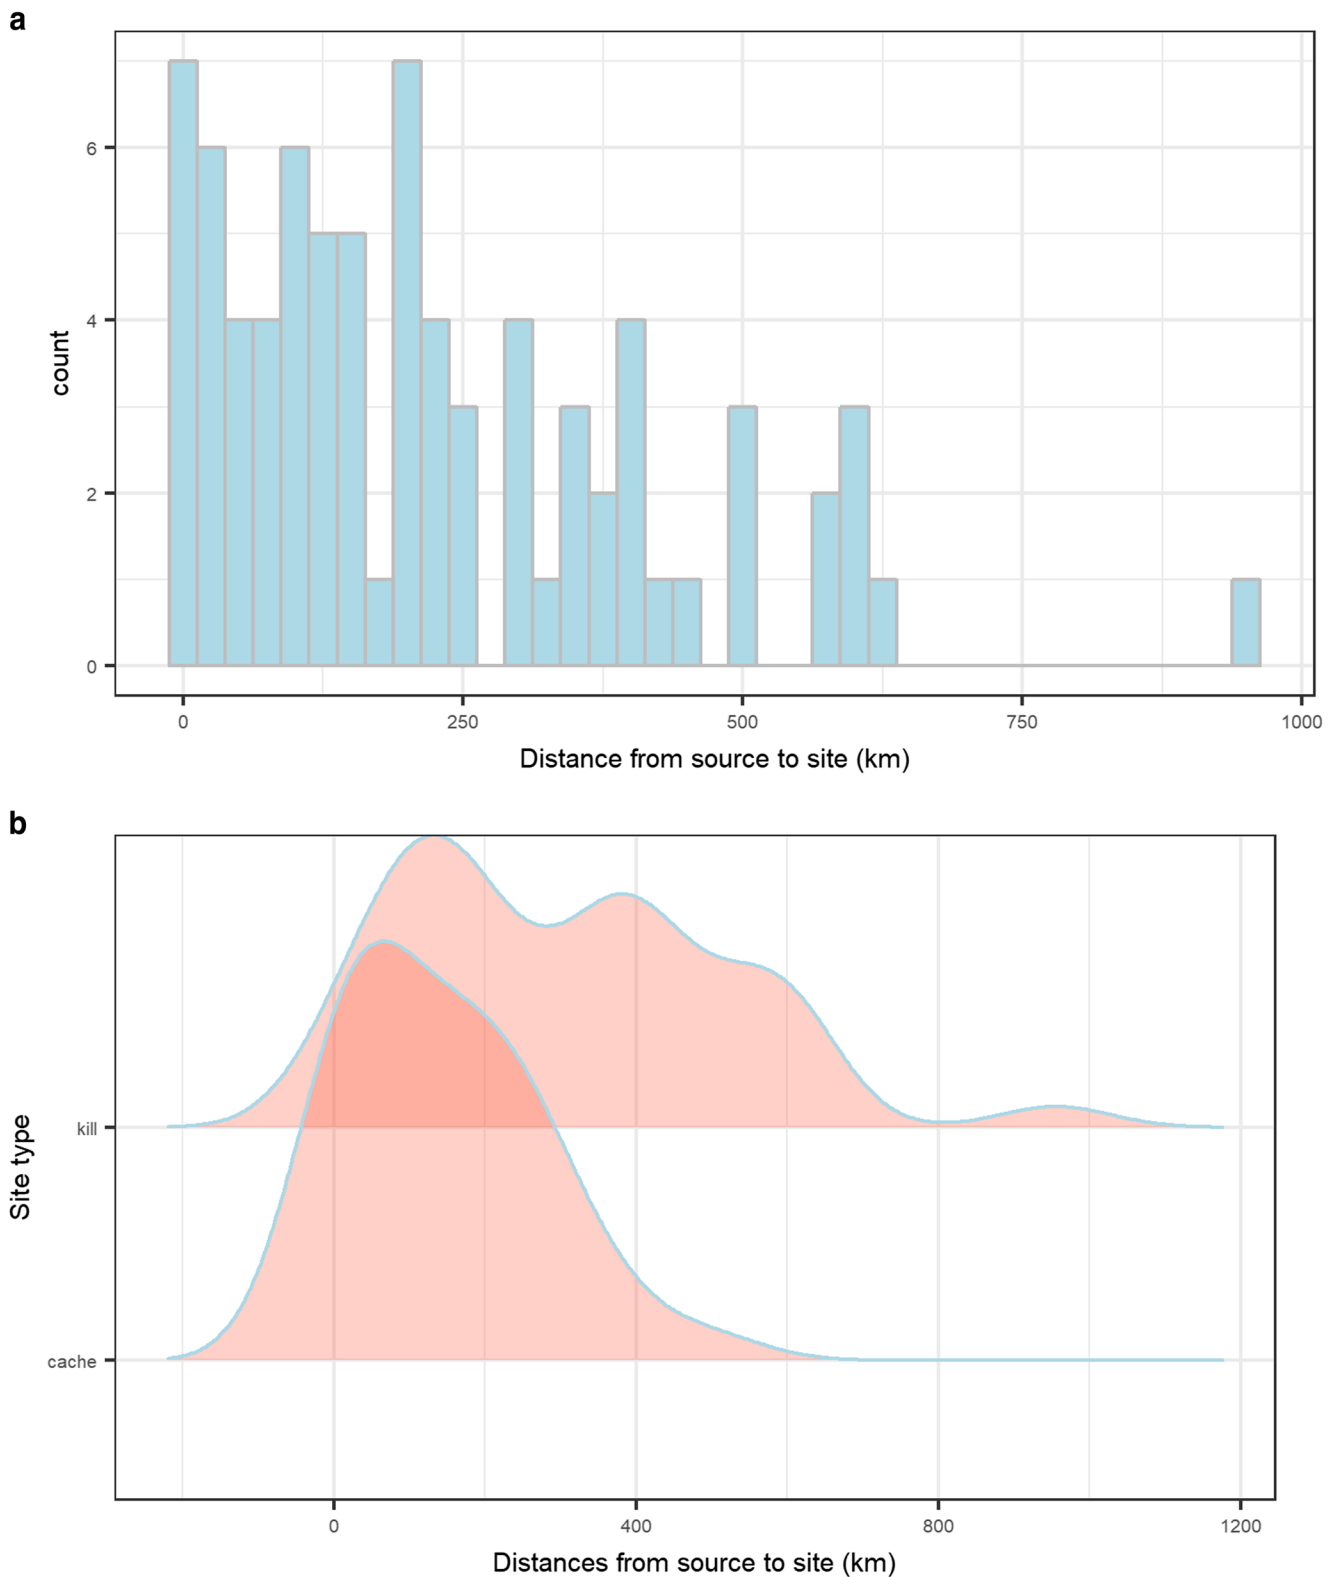 a
6
4
2
0
count
0 250 500 750 1000
Distance from source to site (km)
b
kill
cache
Site type
0 400 800 1200
Distances from source to site (km)